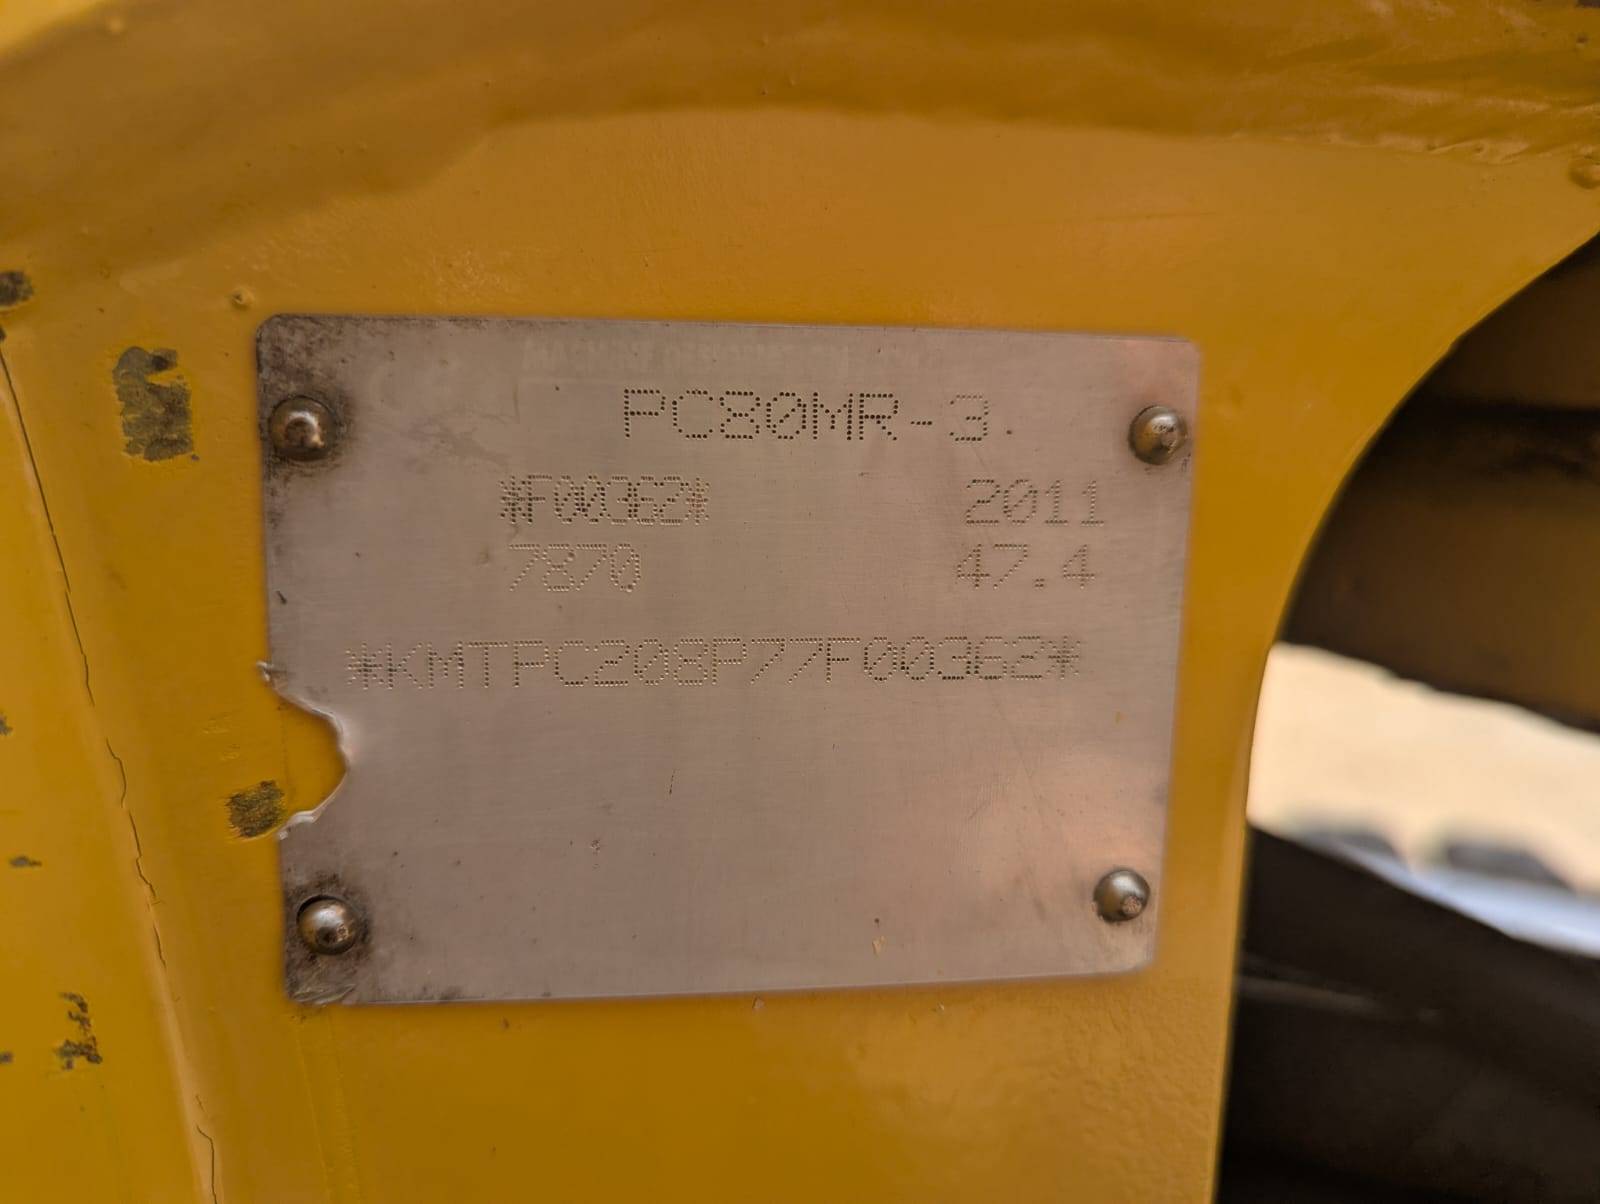 PC80MR-3.
*F00362* 2011
7870 47.4
*KMTPC208P77F00362*